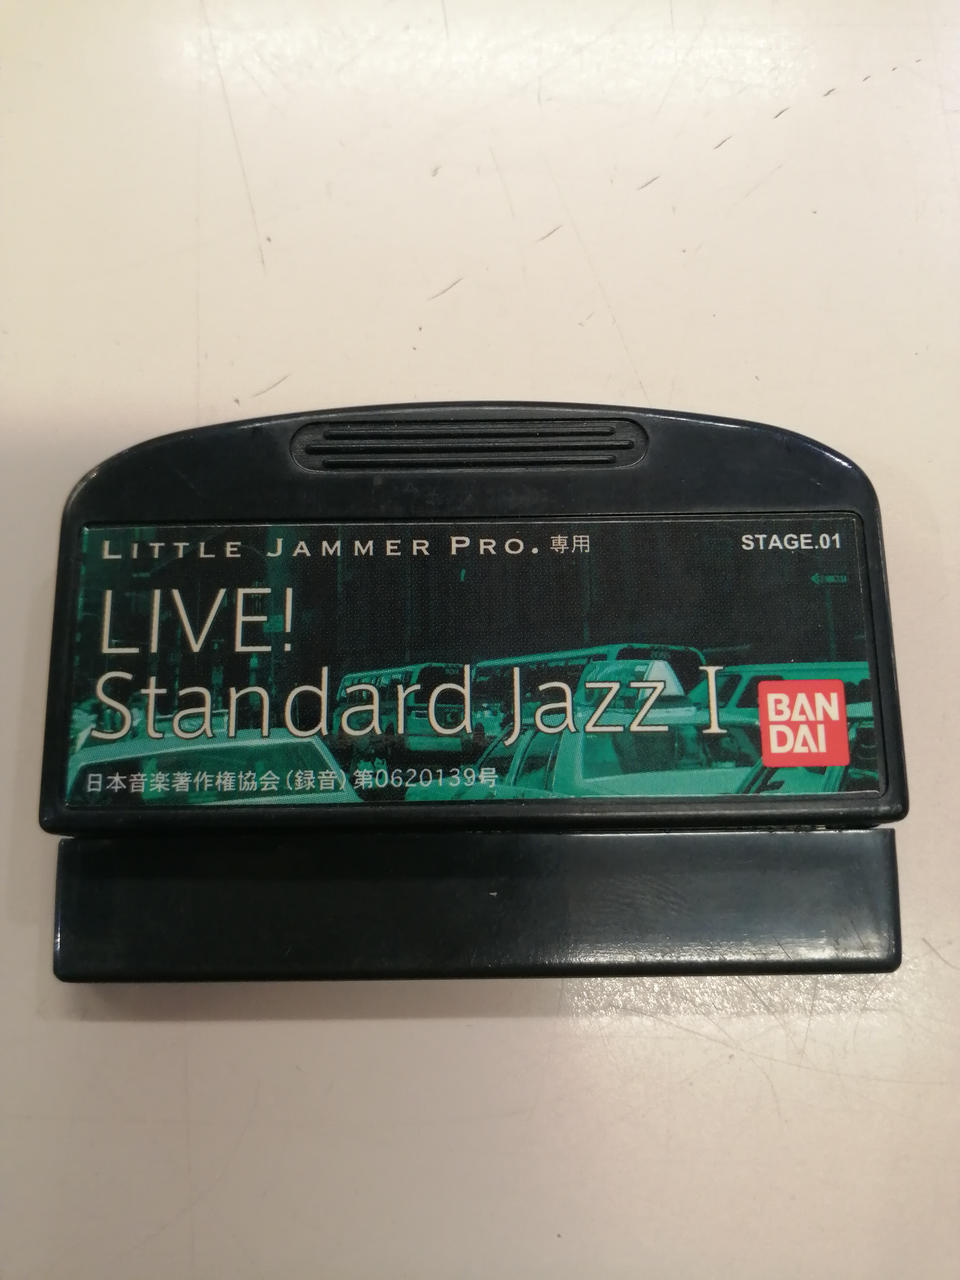 LITTLE JAMMER PRO. 専用
STAGE.01
LIVE!
Standard Jazz I
BAN
DAI
日本音楽著作権協会(録音)第0620139号